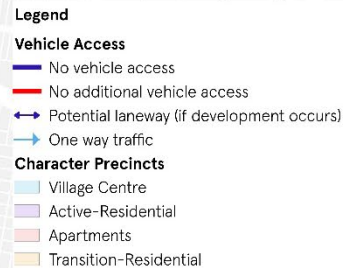 Legend
Vehicle Access
No vehicle access
No additional vehicle access
Potential laneway (if development occurs)
One way traffic
Character Precincts
Village Centre
Active-Residential
Apartments
Transition-Residential